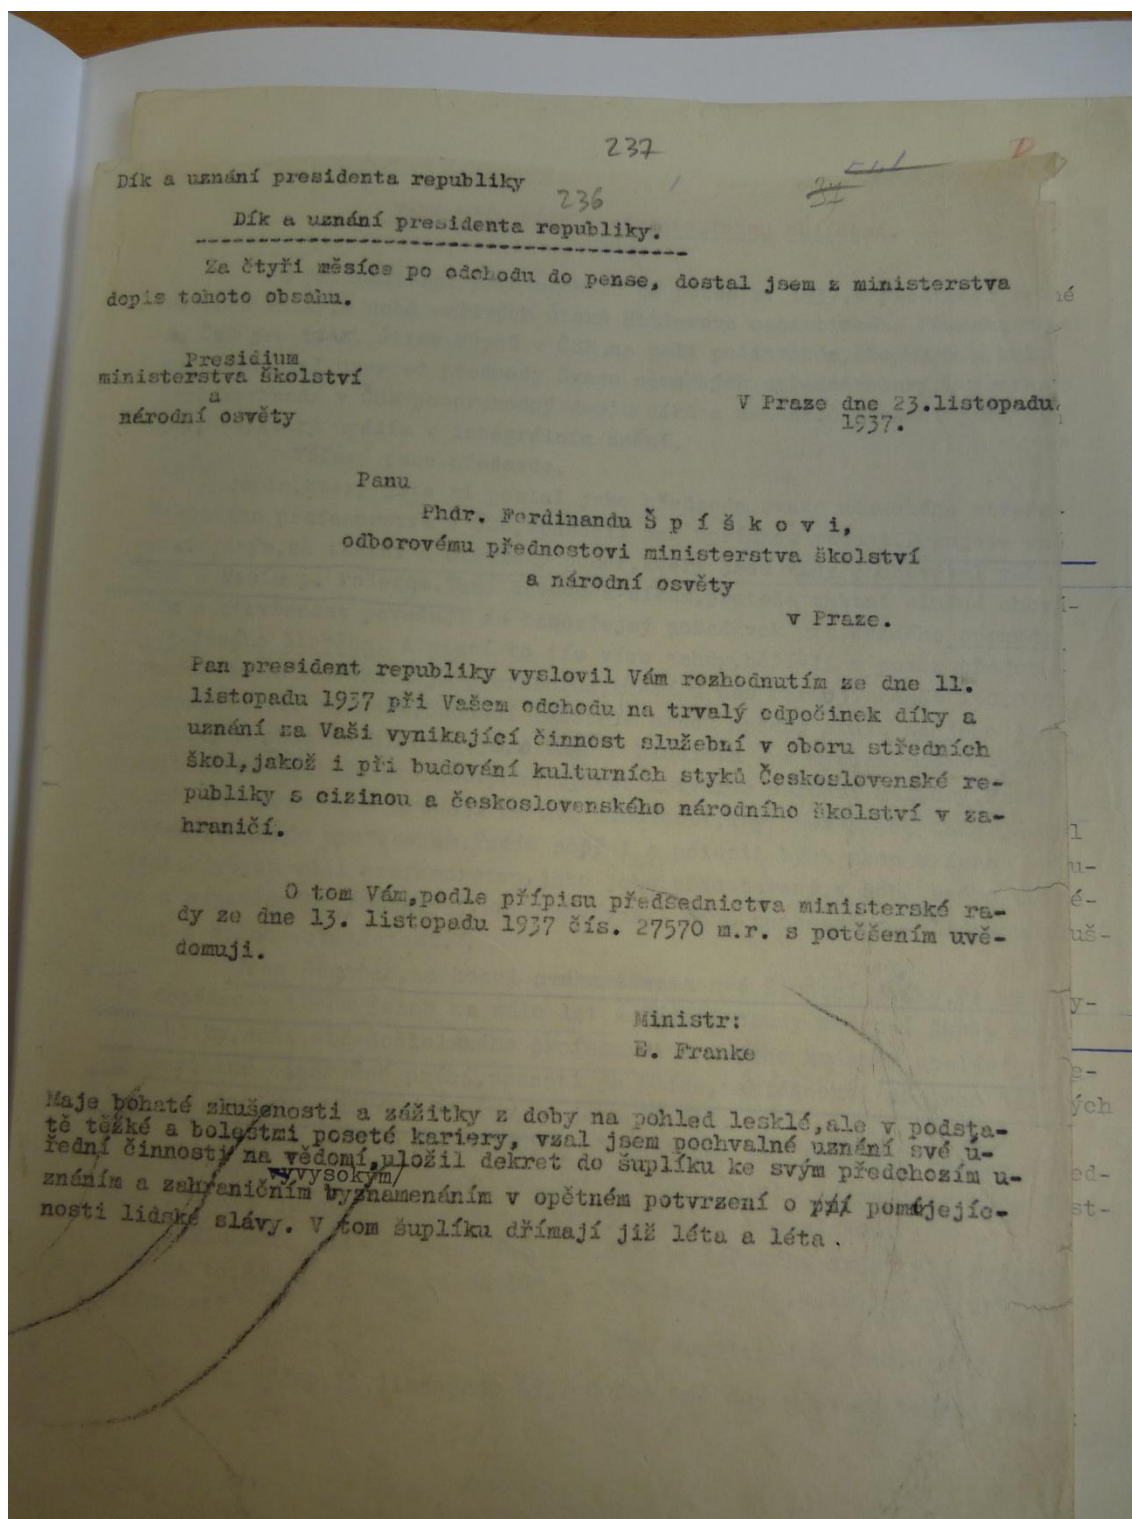 237
Dík a uznání presidenta republiky
236
37
Dík a uznání presidenta republiky.
Za čtyři měsíce po odchodu do pense, dostal jsem z ministerstva
dopis tohoto obsahu.
Presidium
ministerstva školství
a
národní osvěty
V Praze dne 23.listopadu
1937.
Panu
Phdr. Ferdinandu Š p í š k o v i,
odborovému přednostovi ministerstva školství
a národní osvěty
v Praze.
Pan president republiky vyslovil Vám rozhodnutím ze dne 11.
listopadu 1937 při Vašem odchodu na trvalý odpočinek díky a
uznání za Vaši vynikající činnost služební v oboru středních
škol,jakož i při budování kulturních styků Československé re-
publiky s cizinou a československého národního školství v za-
hraničí.
O tom Vám,podle přípisu předsednictva ministerské ra-
dy ze dne 13. listopadu 1937 čís. 27570 m.r. s potěšením uvě-
domuji.
Ministr:
E. Franke
Maje bohaté zkušenosti a zážitky z doby na pohled lesklé,ale v podsta-
tě těžké a bolestmi poseté kariery, vzal jsem pochvalné uznání své ú-
řední činnosti na vědomí,uložil dekret do šuplíku ke svým předchozím u-
vysokým/
znáním a zahraničním vyznamenáním v opětném potvrzení o pomíjejíc-
nosti lidské slávy. V tom šuplíku dřímají již léta a léta.